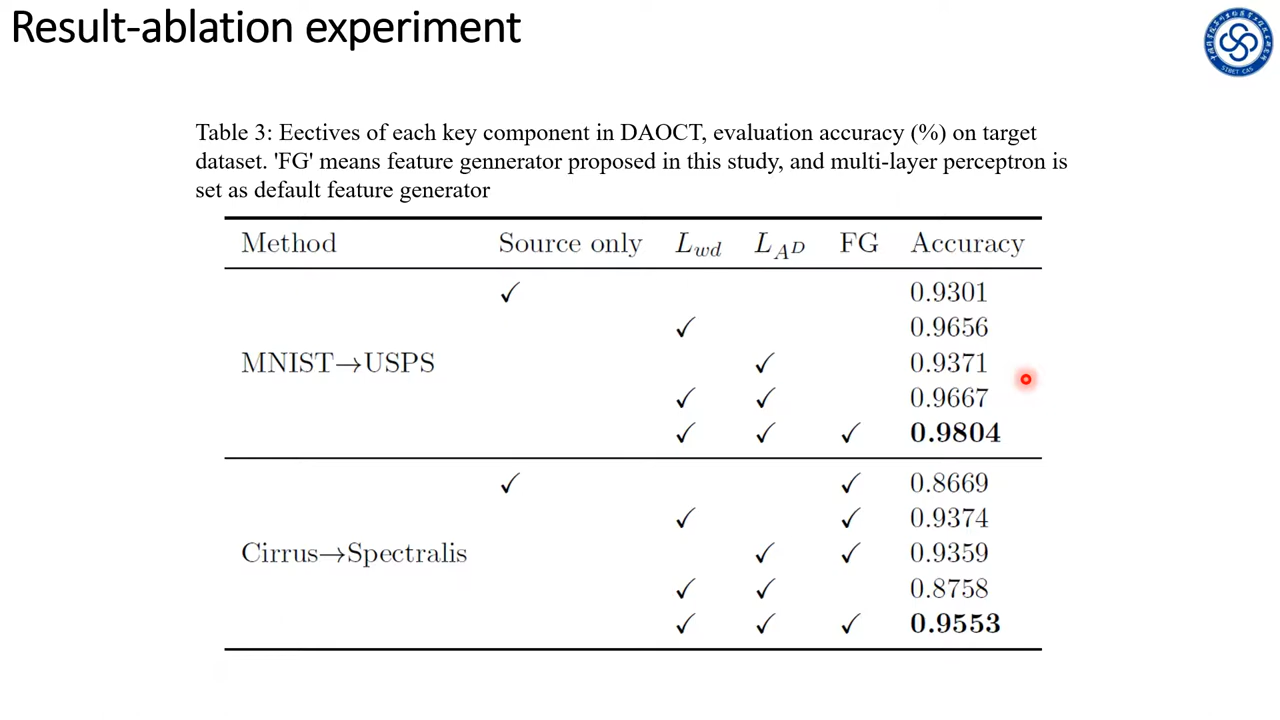 Result-ablation experiment
SIBET CAS
Table 3: Eectives of each key component in DAOCT, evaluation accuracy (%) on target
dataset. 'FG' means feature gennerator proposed in this study, and multi-layer perceptron is
set as default feature generator
Method Source only L_wd L_A^D FG Accuracy
✓ 0.9301
✓ 0.9656
MNIST→USPS ✓ 0.9371
✓ ✓ 0.9667
✓ ✓ ✓ 0.9804
✓ ✓ 0.8669
✓ ✓ 0.9374
Cirrus→Spectralis ✓ ✓ 0.9359
✓ ✓ 0.8758
✓ ✓ ✓ 0.9553